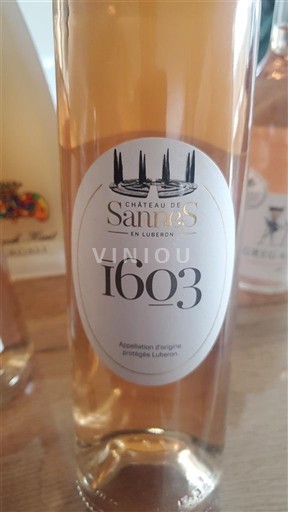 CHÂTEAU DE
SanneS
EN LUBERON
VINIOU
1603
Appellation d'origine
protégée Luberon